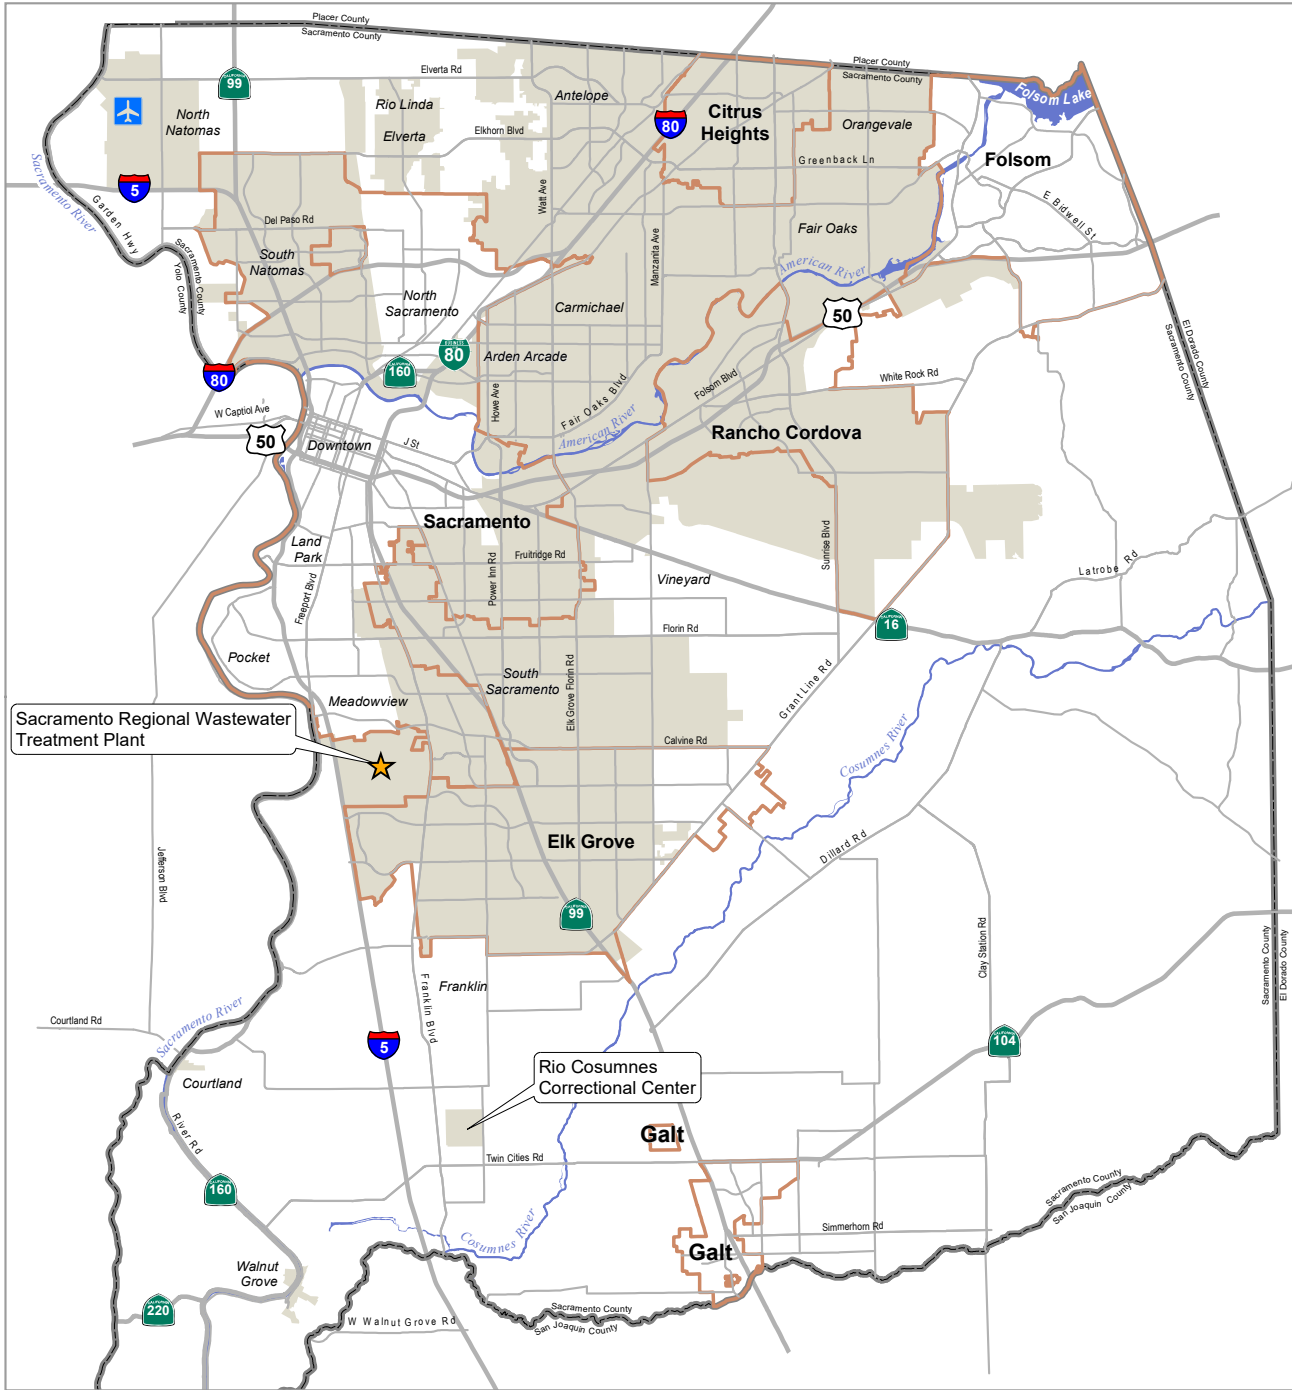 Placer County
Sacramento County
CALIFORNIA
99
Elverta Rd
Antelope
Placer County
Sacramento County
Folsom Lake
North
Natomas
Rio Linda
Elverta
Elkhorn Blvd
80
Citrus
Heights
Orangevale
Greenback Ln
Folsom
Sacramento River
5
Garden Hwy
Watt Ave
E Bidwell St
Del Paso Rd
Sacramento County
Yolo County
South
Natomas
Manzanita Ave
Fair Oaks
American River
North
Sacramento
Carmichael
50
El Dorado County
Sacramento County
BUSINESS
80
Arden Arcade
CALIFORNIA
160
80
Howe Ave
Fair Oaks Blvd
Folsom Blvd
White Rock Rd
W Captiol Ave
50
Downtown
J St
American River
Rancho Cordova
Sacramento
Land
Park
Freeport Blvd
Power Inn Rd
Fruitridge Rd
Vineyard
Sunrise Blvd
Latrobe Rd
CALIFORNIA
16
Florin Rd
Pocket
South
Sacramento
Elk Grove Florin Rd
Grant Line Rd
Meadowview
Sacramento Regional Wastewater
Treatment Plant
Calvine Rd
Cosumnes River
Elk Grove
Dillard Rd
Jefferson Blvd
CALIFORNIA
99
Clay Station Rd
Sacramento County
El Dorado County
Franklin
Franklin Blvd
Sacramento River
Courtland Rd
5
CALIFORNIA
104
Courtland
Rio Cosumnes
Correctional Center
River Rd
Galt
Twin Cities Rd
CALIFORNIA
160
Sacramento County
San Joaquin County
Cosumnes River
Simmerhorn Rd
Galt
Walnut
Grove
CALIFORNIA
220
W Walnut Grove Rd
Sacramento County
San Joaquin County